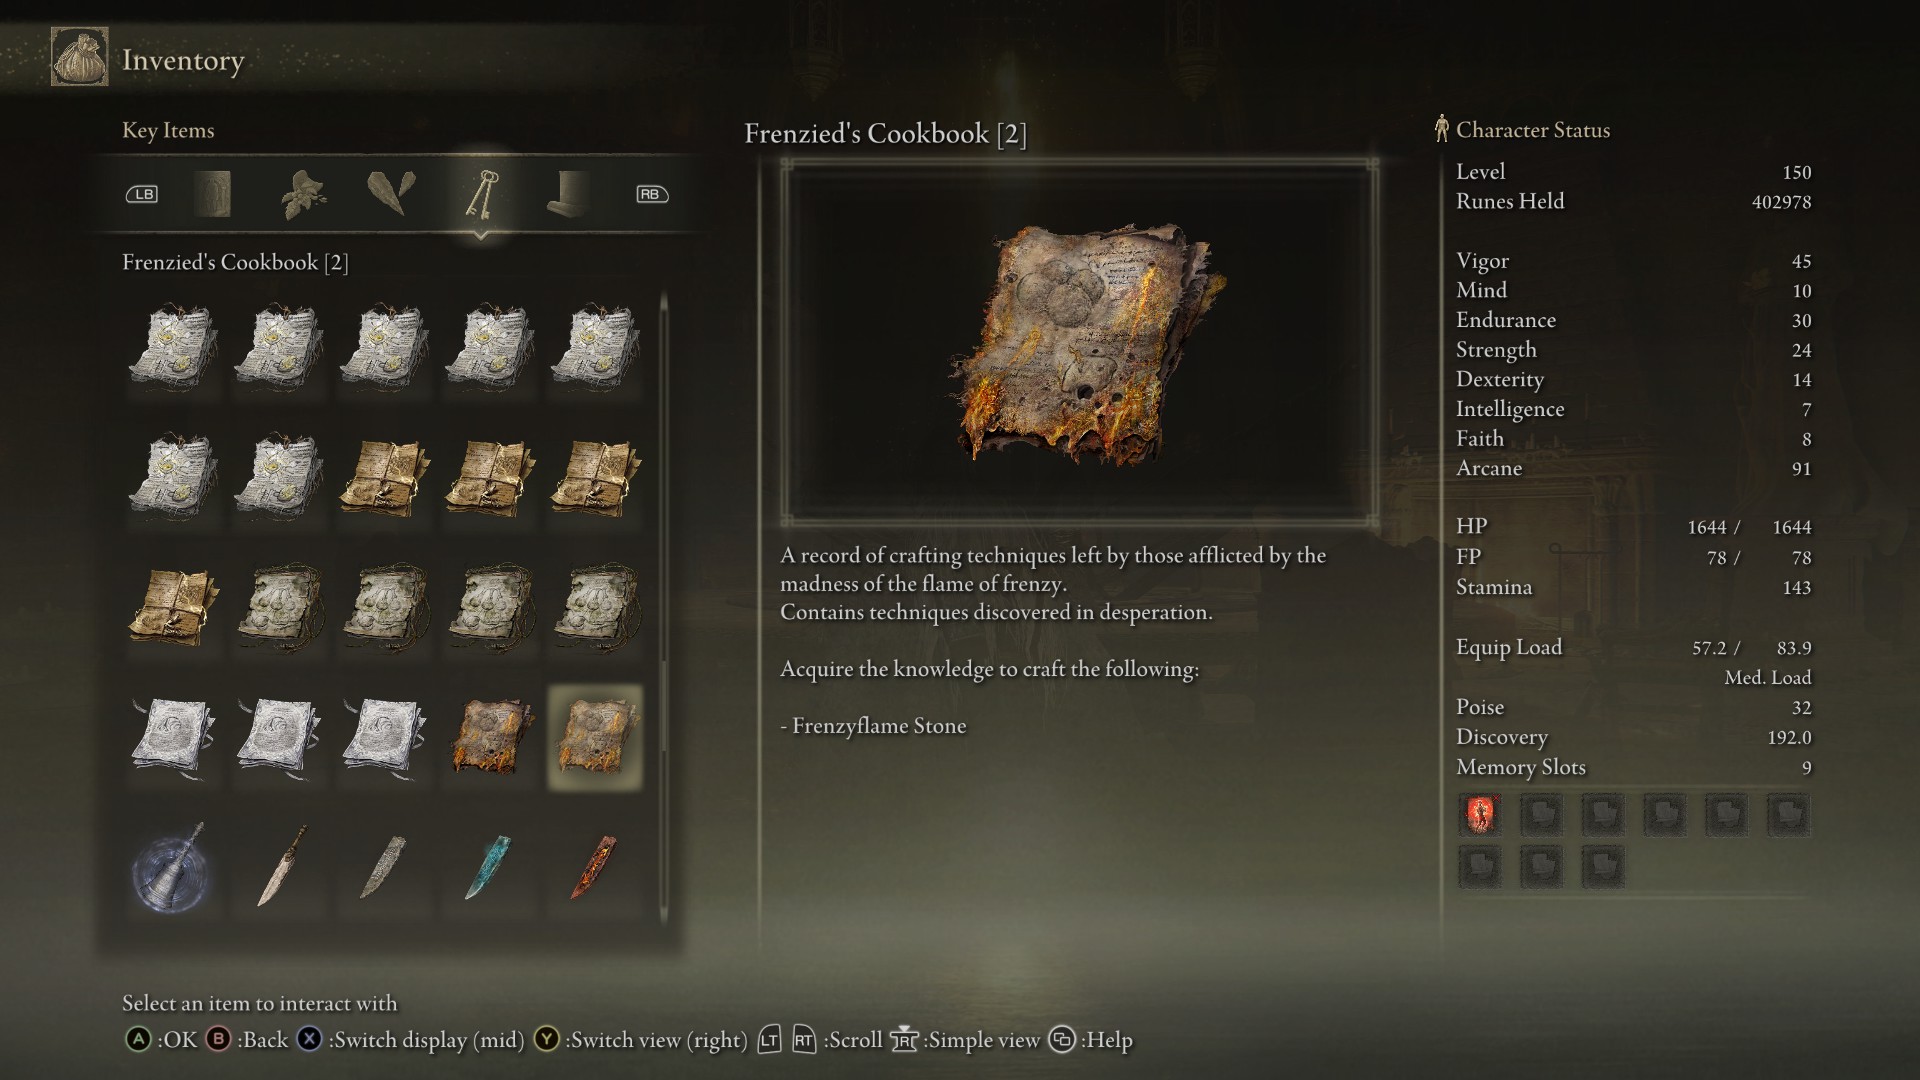 Inventory
Key Items
LB
RB
Frenzied's Cookbook [2]
Frenzied's Cookbook [2]
A record of crafting techniques left by those afflicted by the
madness of the flame of frenzy.
Contains techniques discovered in desperation.
Acquire the knowledge to craft the following:
- Frenzyflame Stone
Character Status
Level 150
Runes Held 402978
Vigor 45
Mind 10
Endurance 30
Strength 24
Dexterity 14
Intelligence 7
Faith 8
Arcane 91
HP 1644 / 1644
FP 78 / 78
Stamina 143
Equip Load 57.2 / 83.9
Med. Load
Poise 32
Discovery 192.0
Memory Slots 9
Select an item to interact with
A :OK B :Back X :Switch display (mid) Y :Switch view (right) LT RT :Scroll R :Simple view :Help